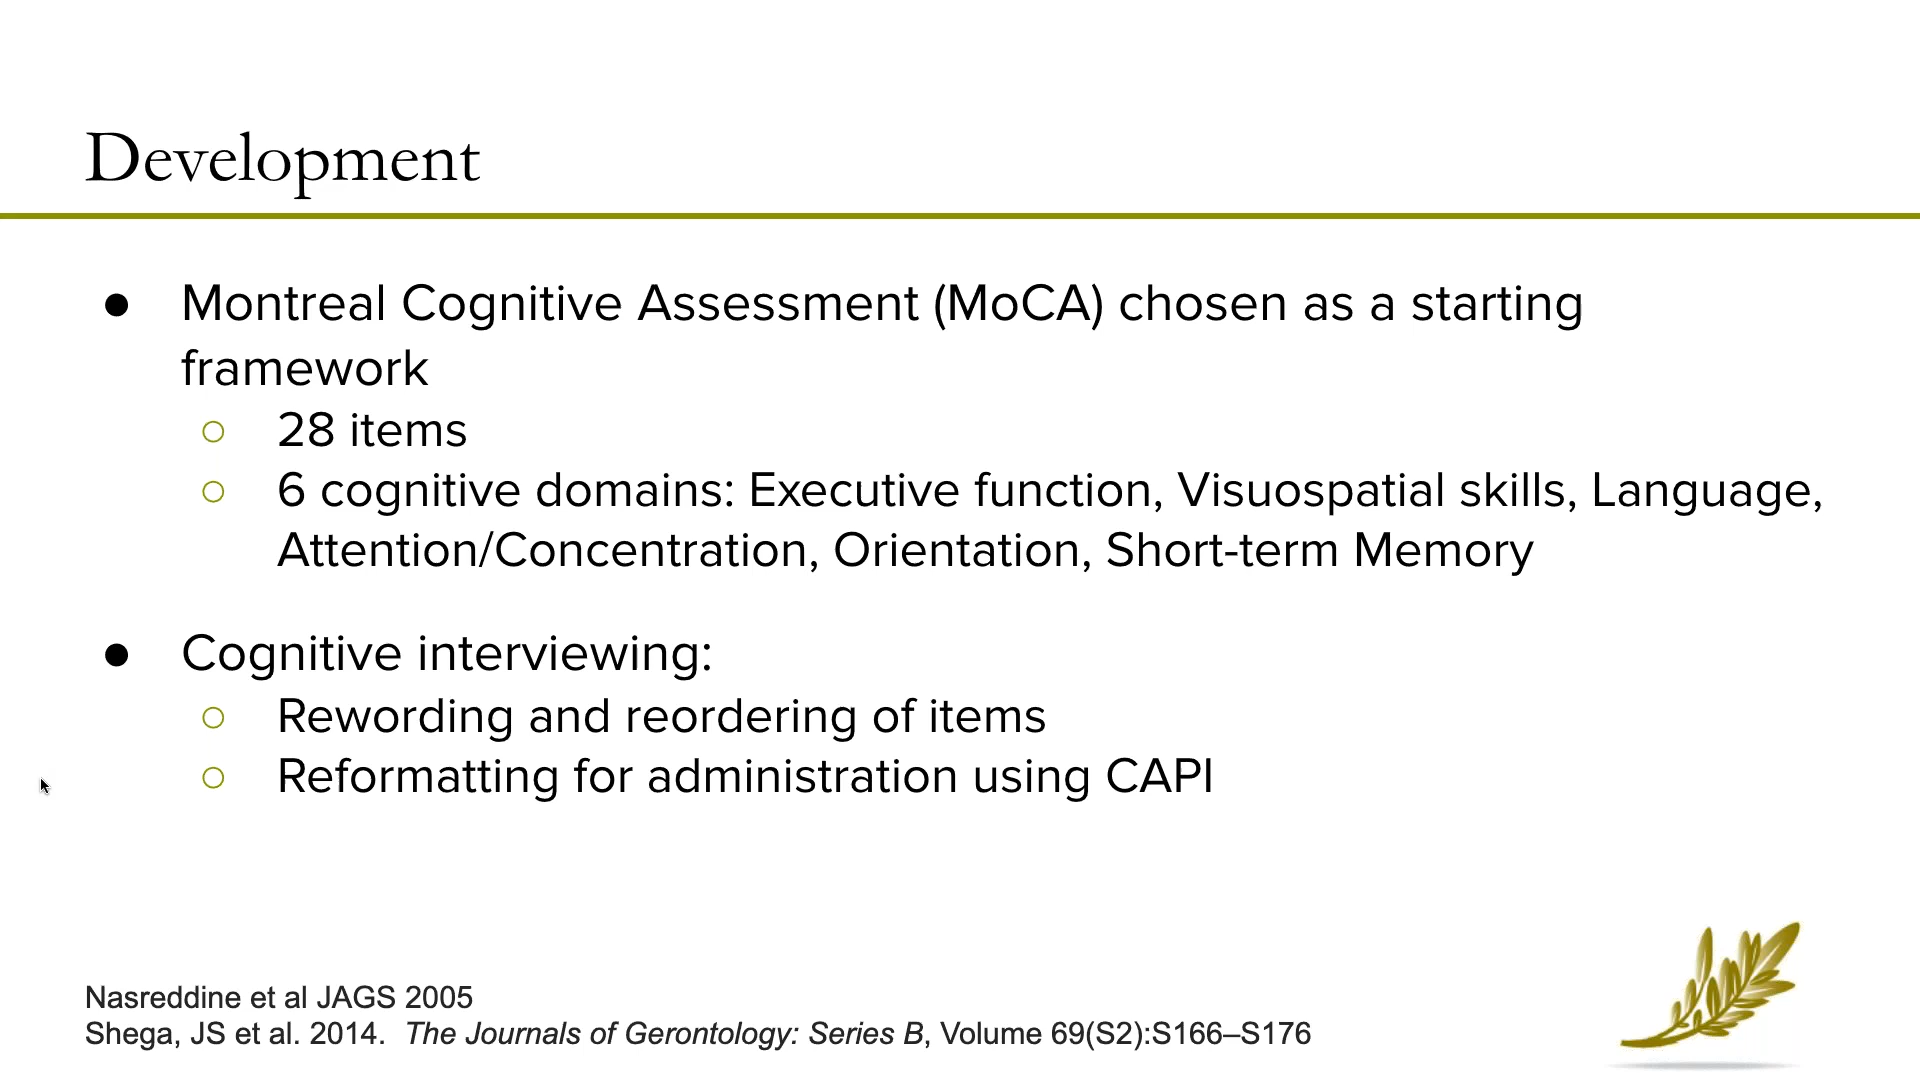 Development
● Montreal Cognitive Assessment (MoCA) chosen as a starting
framework
○ 28 items
○ 6 cognitive domains: Executive function, Visuospatial skills, Language,
Attention/Concentration, Orientation, Short-term Memory
● Cognitive interviewing:
○ Rewording and reordering of items
○ Reformatting for administration using CAPI
Nasreddine et al JAGS 2005
Shega, JS et al. 2014. The Journals of Gerontology: Series B, Volume 69(S2):S166–S176